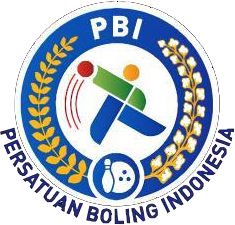 PBI
PERSATUAN BOLING INDONESIA